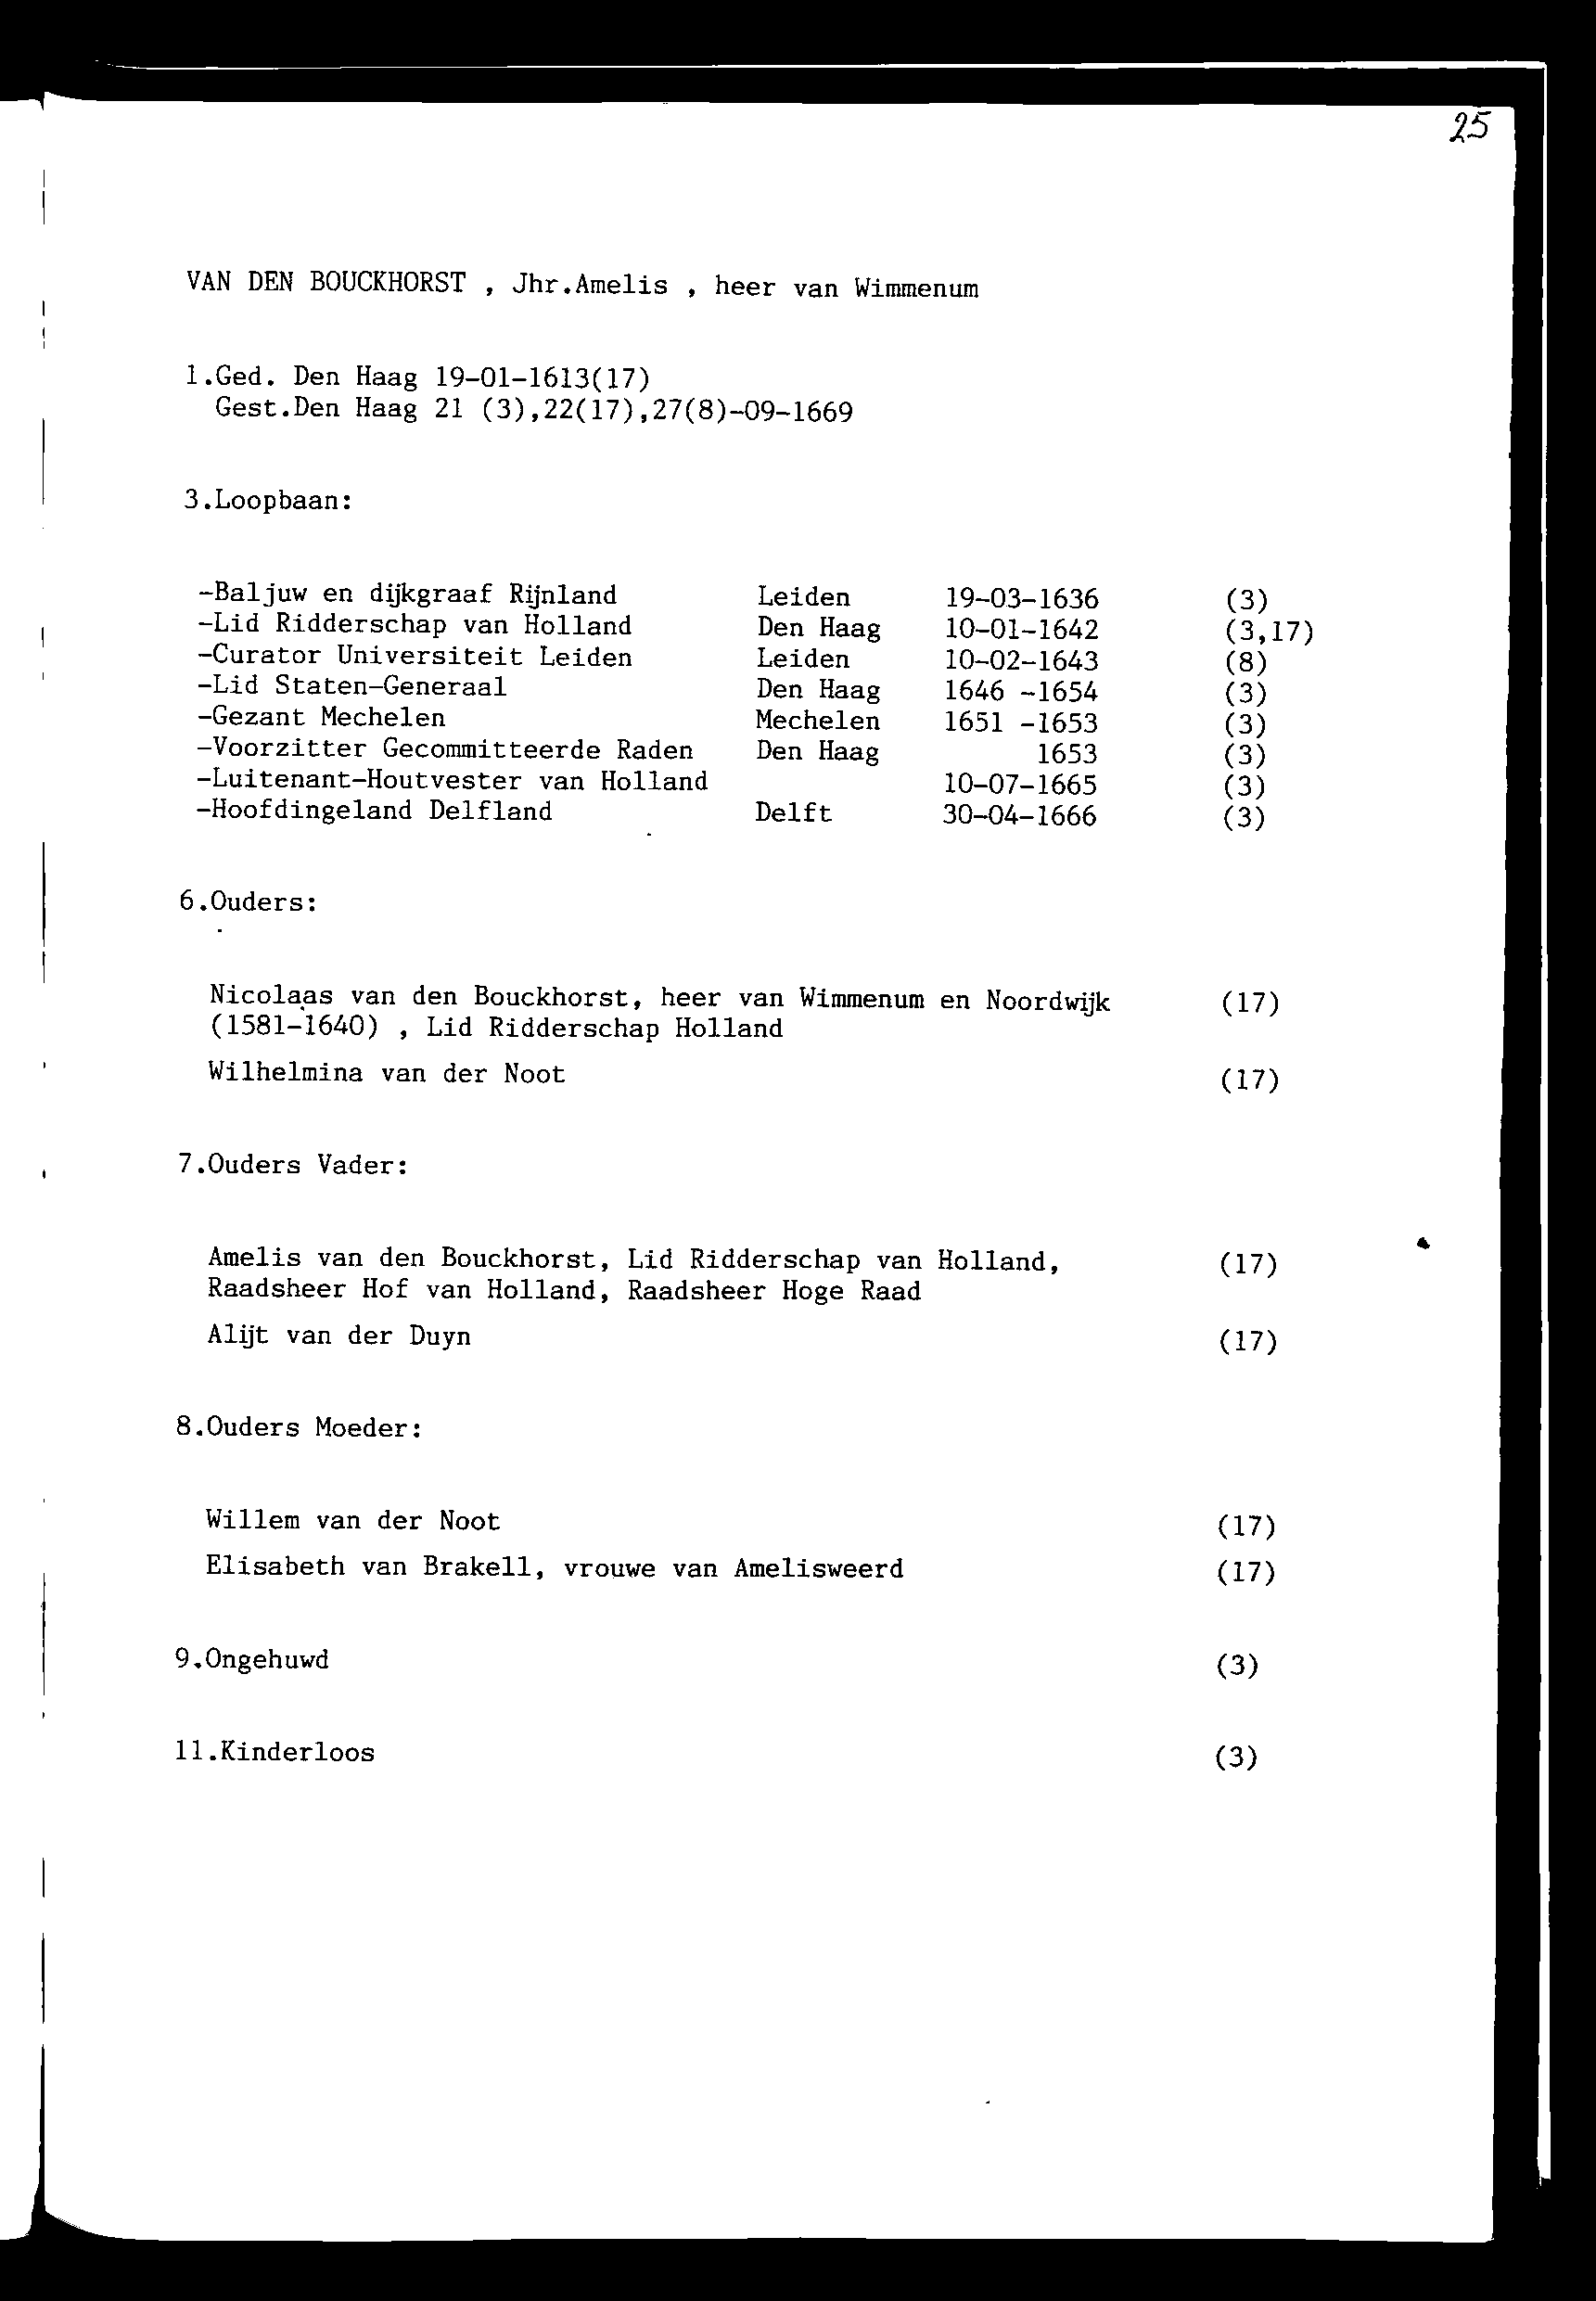 25
VAN DEN BOUCKHORST , Jhr.Amelis , heer van Wimmenum
1.Ged. Den Haag 19-01-1613(17)
Gest.Den Haag 21 (3),22(17),27(8)-09-1669
3.Loopbaan:
-Baljuw en dijkgraaf Rijnland Leiden 19-03-1636 (3)
-Lid Ridderschap van Holland Den Haag 10-01-1642 (3,17)
-Curator Universiteit Leiden Leiden 10-02-1643 (8)
-Lid Staten-Generaal Den Haag 1646 -1654 (3)
-Gezant Mechelen Mechelen 1651 -1653 (3)
-Voorzitter Gecommitteerde Raden Den Haag 1653 (3)
-Luitenant-Houtvester van Holland 10-07-1665 (3)
-Hoofdingeland Delfland Delft 30-04-1666 (3)
6.Ouders:
Nicolaas van den Bouckhorst, heer van Wimmenum en Noordwijk (17)
(1581-1640) , Lid Ridderschap Holland
Wilhelmina van der Noot (17)
7.Ouders Vader:
Amelis van den Bouckhorst, Lid Ridderschap van Holland, (17)
Raadsheer Hof van Holland, Raadsheer Hoge Raad
Alijt van der Duyn (17)
8.Ouders Moeder:
Willem van der Noot (17)
Elisabeth van Brakell, vrouwe van Amelisweerd (17)
9.Ongehuwd (3)
11.Kinderloos (3)